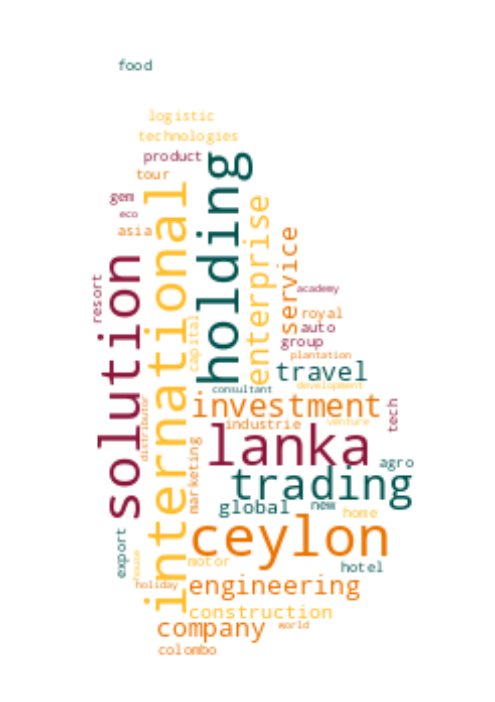 food
logistic
technologies
product
tour
gem
eco
asia
holding
international
enterprise
service
solution
resort
academy
royal
auto
group
plantation
capital
travel
consultant
development
investment
industrie
venture
tech
distributor
marketing
lanka
agro
trading
global
new
home
ceylon
export
house
motor
hotel
holiday
engineering
construction
company
world
colombo